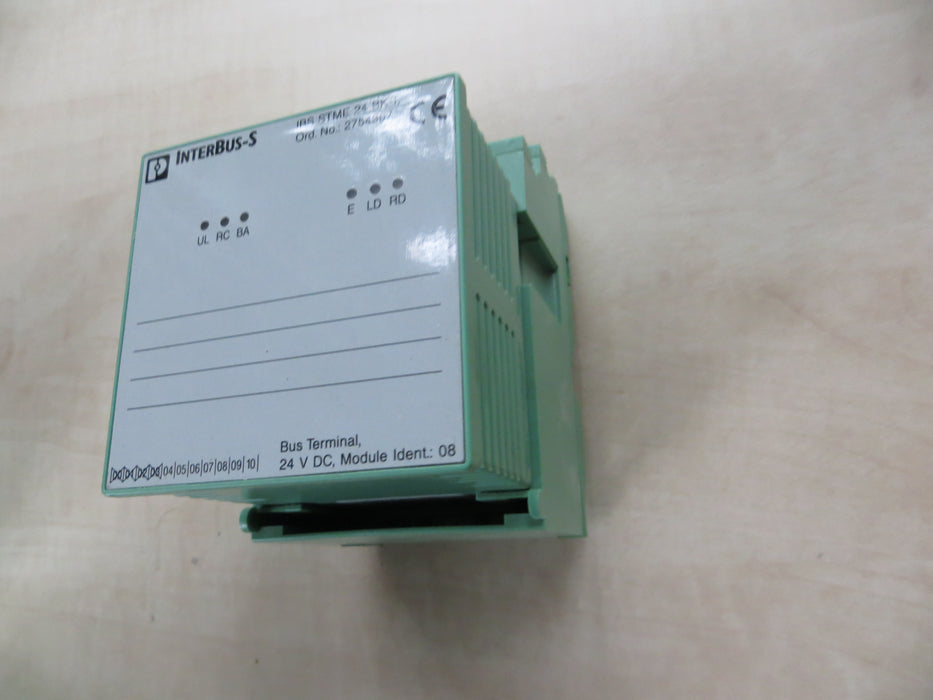 INTERBUS-S
IBS STME 24 BK
Ord. No.: 
CE
E LD RD
UL RC BA
Bus Terminal,
24 V DC, Module Ident.: 08
04|05|06|07|08|09|10|